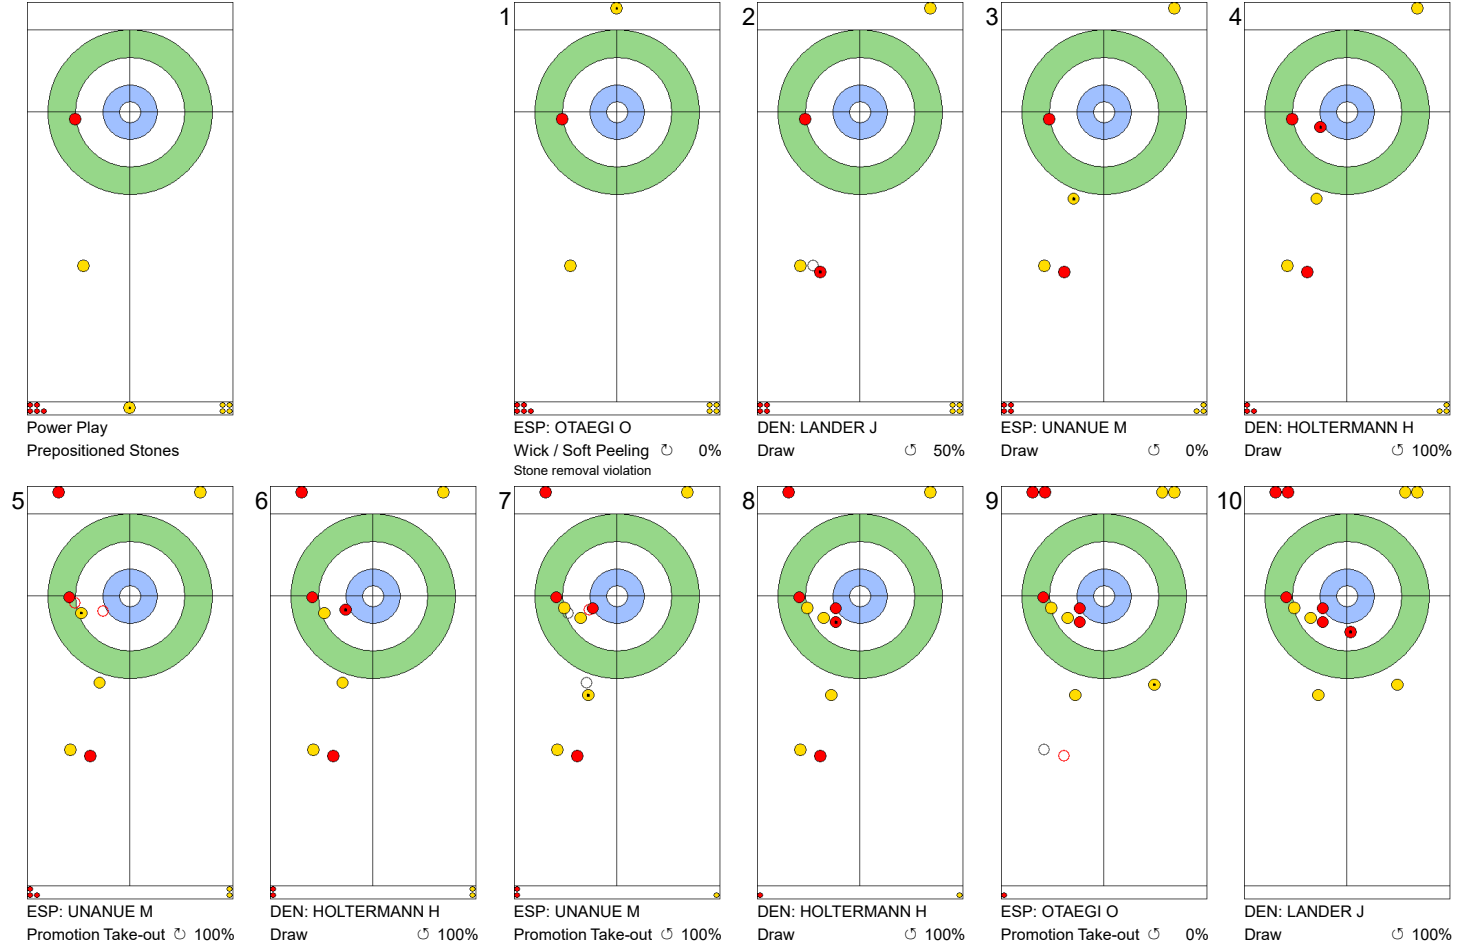 Power Play
Prepositioned Stones
1
ESP: OTAEGI O
Wick / Soft Peeling ↻ 0%
Stone removal violation
2
DEN: LANDER J
Draw ↺ 50%
3
ESP: UNANUE M
Draw ↺ 0%
4
DEN: HOLTERMANN H
Draw ↺ 100%
5
ESP: UNANUE M
Promotion Take-out ↻ 100%
6
DEN: HOLTERMANN H
Draw ↺ 100%
7
ESP: UNANUE M
Promotion Take-out ↺ 100%
8
DEN: HOLTERMANN H
Draw ↺ 100%
9
ESP: OTAEGI O
Promotion Take-out ↺ 0%
10
DEN: LANDER J
Draw ↺ 100%